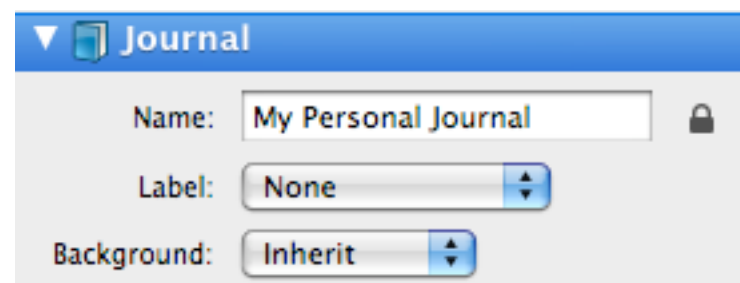 Journal
Name: My Personal Journal
Label: None
Background: Inherit